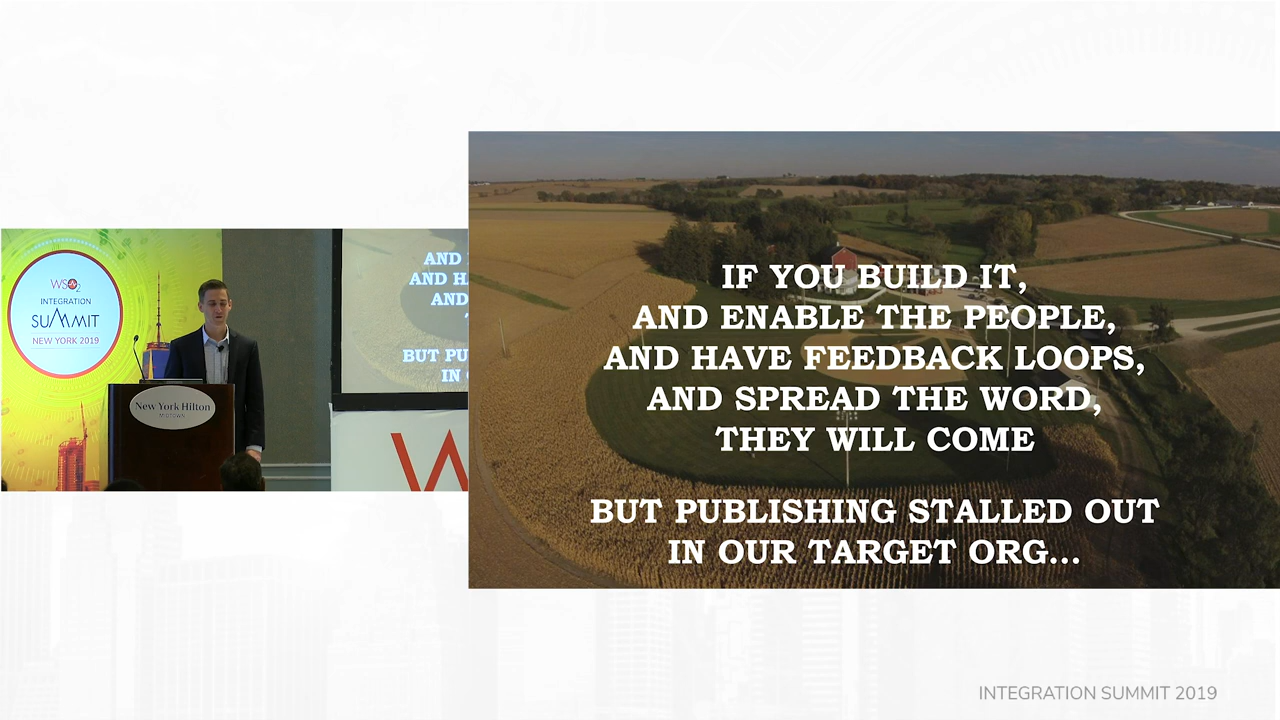 WSO2
INTEGRATION
SUMMIT
NEW YORK 2019
New York Hilton
MIDTOWN
AND
AND HA
AND
BUT PU
IN
W
IF YOU BUILD IT,
AND ENABLE THE PEOPLE,
AND HAVE FEEDBACK LOOPS,
AND SPREAD THE WORD,
THEY WILL COME
BUT PUBLISHING STALLED OUT
IN OUR TARGET ORG...
INTEGRATION SUMMIT 2019